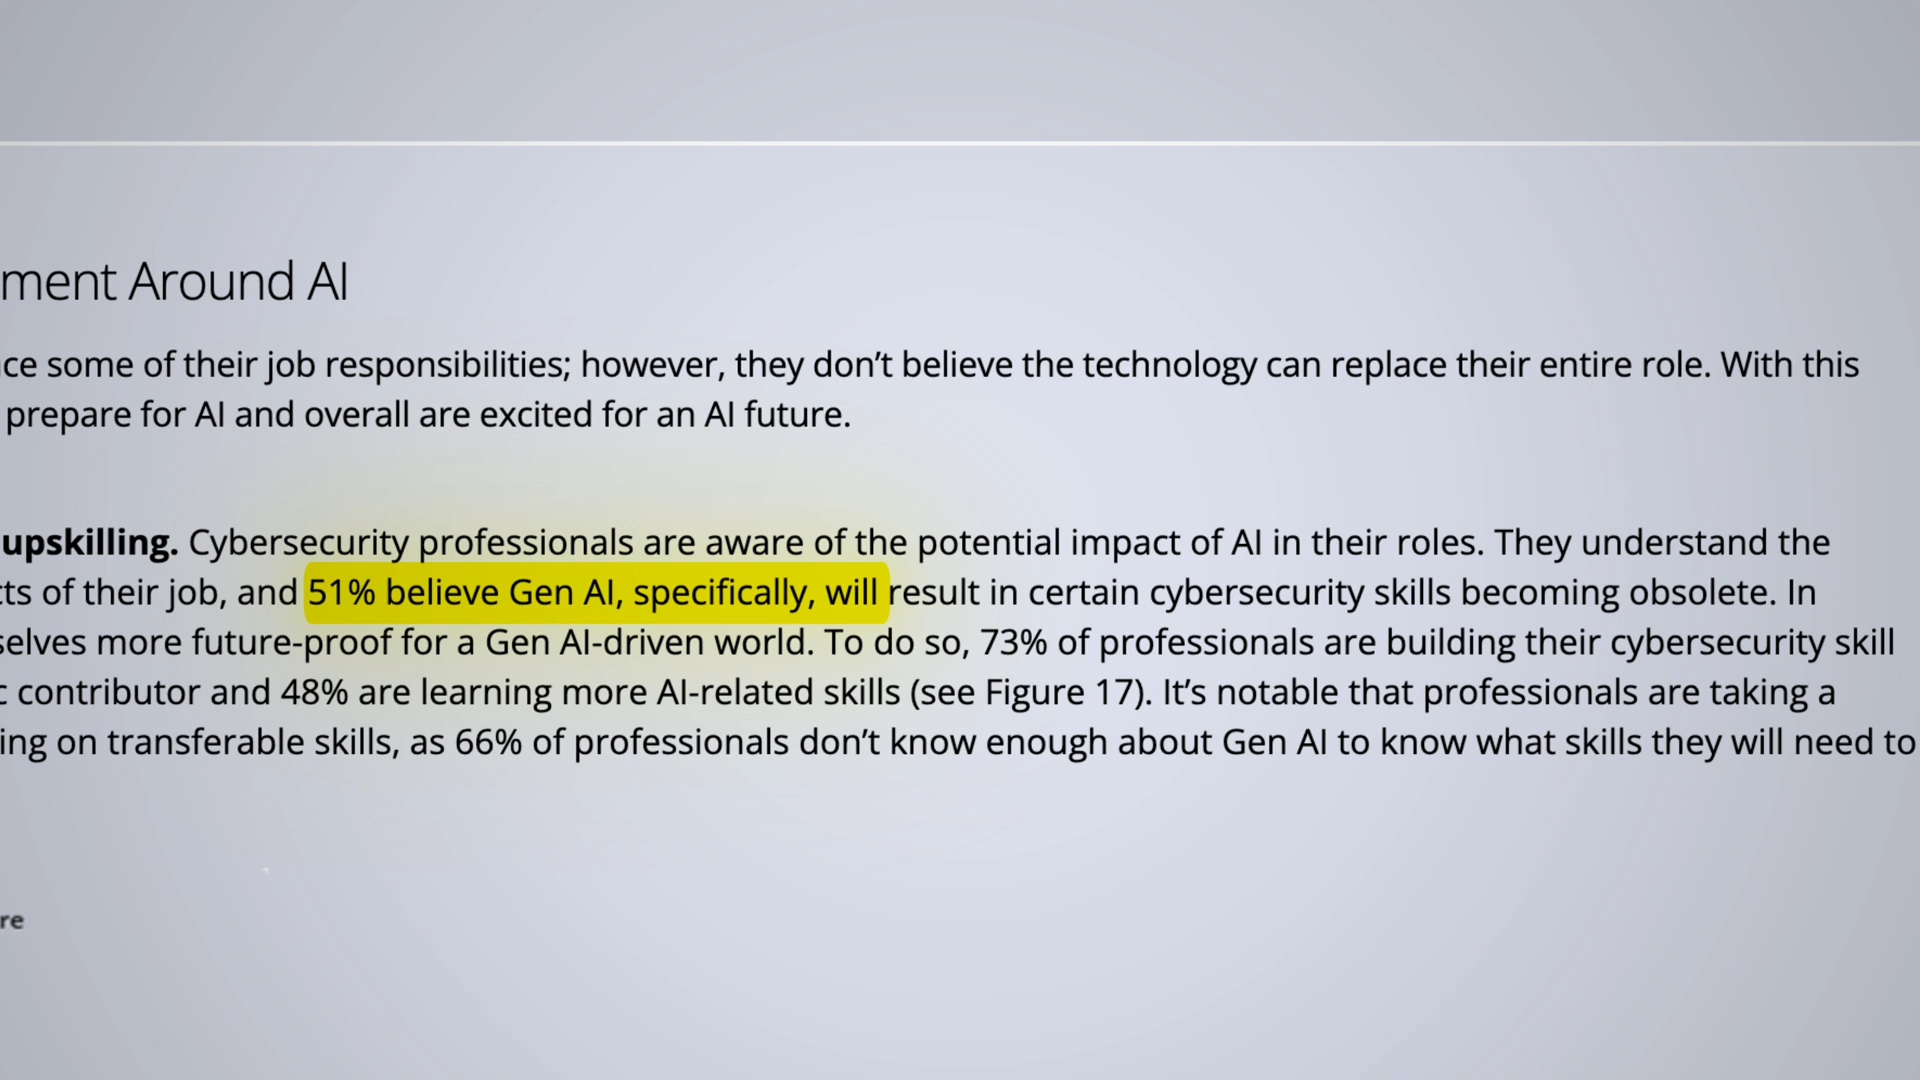 ment Around AI
ce some of their job responsibilities; however, they don’t believe the technology can replace their entire role. With this
prepare for AI and overall are excited for an AI future.
upskilling. Cybersecurity professionals are aware of the potential impact of AI in their roles. They understand the
cts of their job, and 51% believe Gen AI, specifically, will result in certain cybersecurity skills becoming obsolete. In
selves more future-proof for a Gen AI-driven world. To do so, 73% of professionals are building their cybersecurity skill
c contributor and 48% are learning more AI-related skills (see Figure 17). It’s notable that professionals are taking a
ing on transferable skills, as 66% of professionals don’t know enough about Gen AI to know what skills they will need to
re